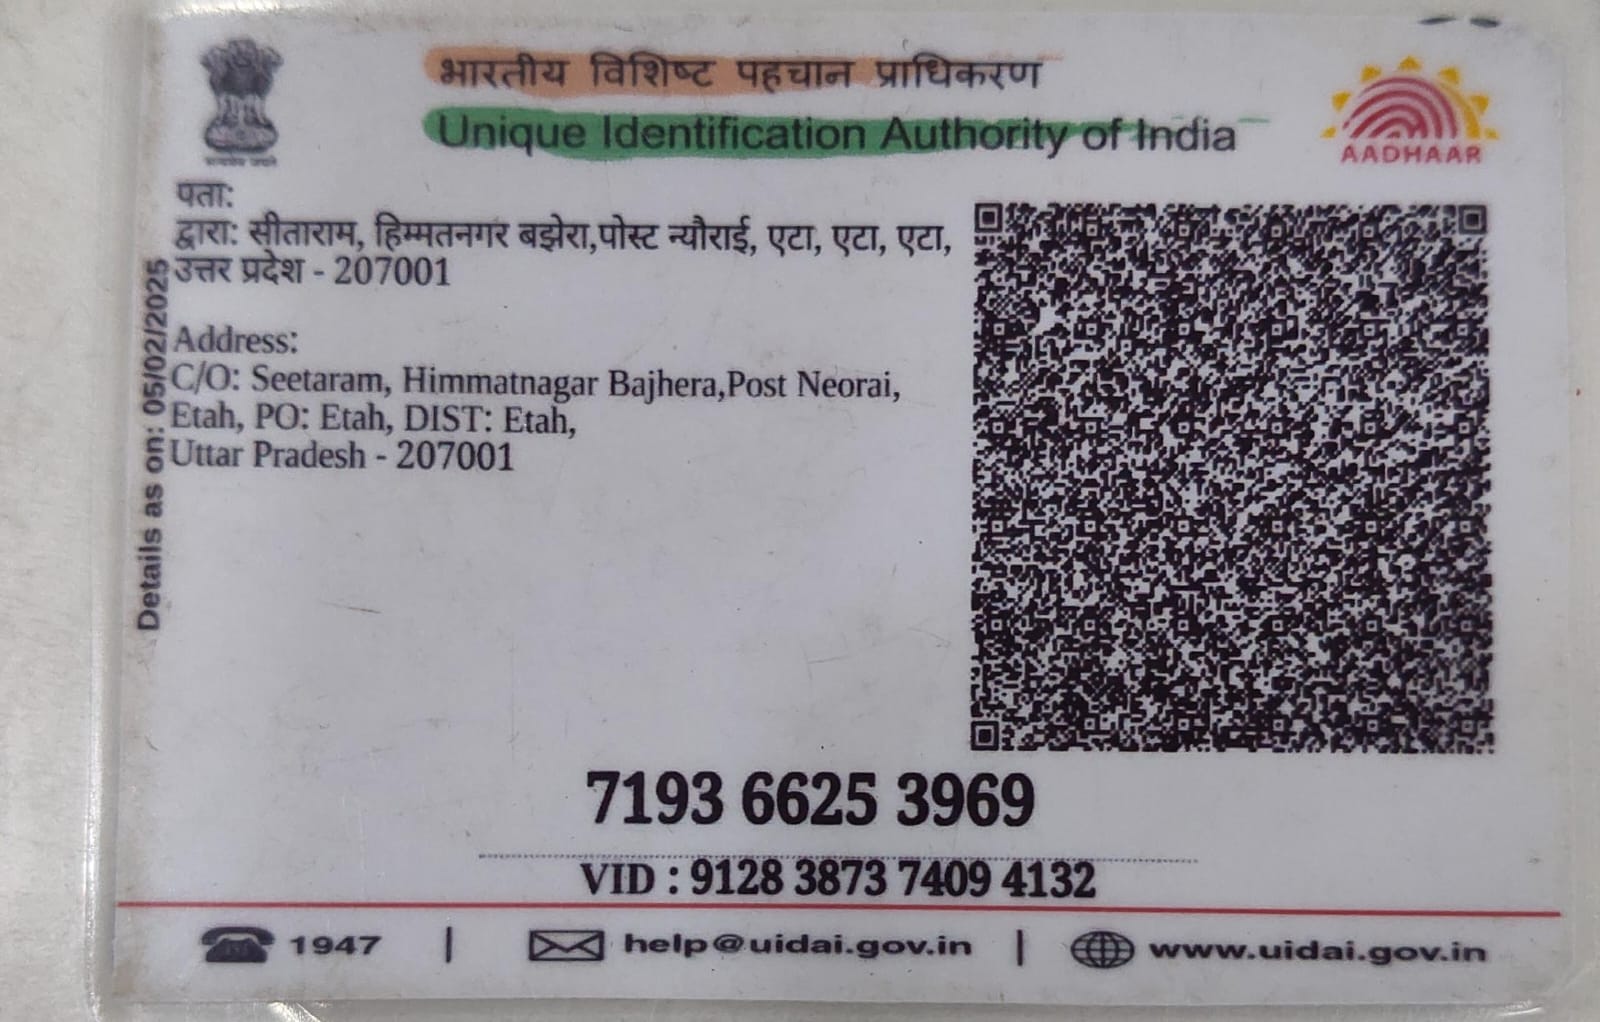 भारतीय विशिष्ट पहचान प्राधिकरण
Unique Identification Authority of India
AADHAAR
पता:
द्वारा: सीताराम, हिम्मतनगर बझेरा,पोस्ट न्यौराई, एटा, एटा, एटा,
उत्तर प्रदेश - 207001
Address:
C/O: Seetaram, Himmatnagar Bajhera,Post Neorai,
Etah, PO: Etah, DIST: Etah,
Uttar Pradesh - 207001
Details as on: 05/02/2025
7193 6625 3969
VID : 9128 3873 7409 4132
1947 | help@uidai.gov.in | www.uidai.gov.in